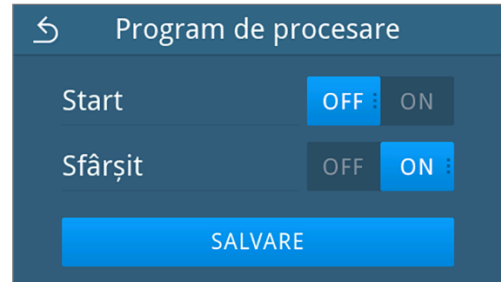 Program de procesare
Start OFF ON
Sfârșit OFF ON
SALVARE